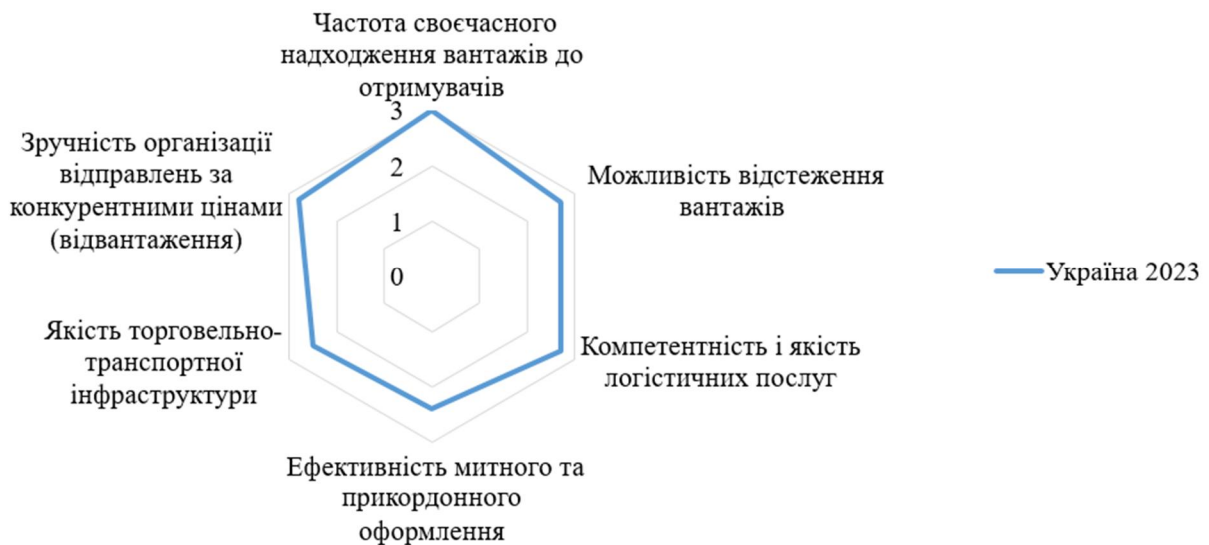 Частота своєчасного
надходження вантажів до
отримувачів
3
2
1
0
Можливість відстеження
вантажів
Компетентність і якість
логістичних послуг
Ефективність митного та
прикордонного
оформлення
Якість торговельно-
транспортної
інфраструктури
Зручність організації
відправлень за
конкурентними цінами
(відвантаження)
Україна 2023